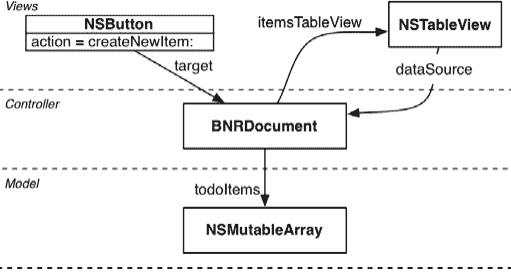 Views
NSButton
action = createNewItem:
itemsTableView
NSTableView
target
dataSource
Controller
BNRDocument
Model
todoItems
NSMutableArray